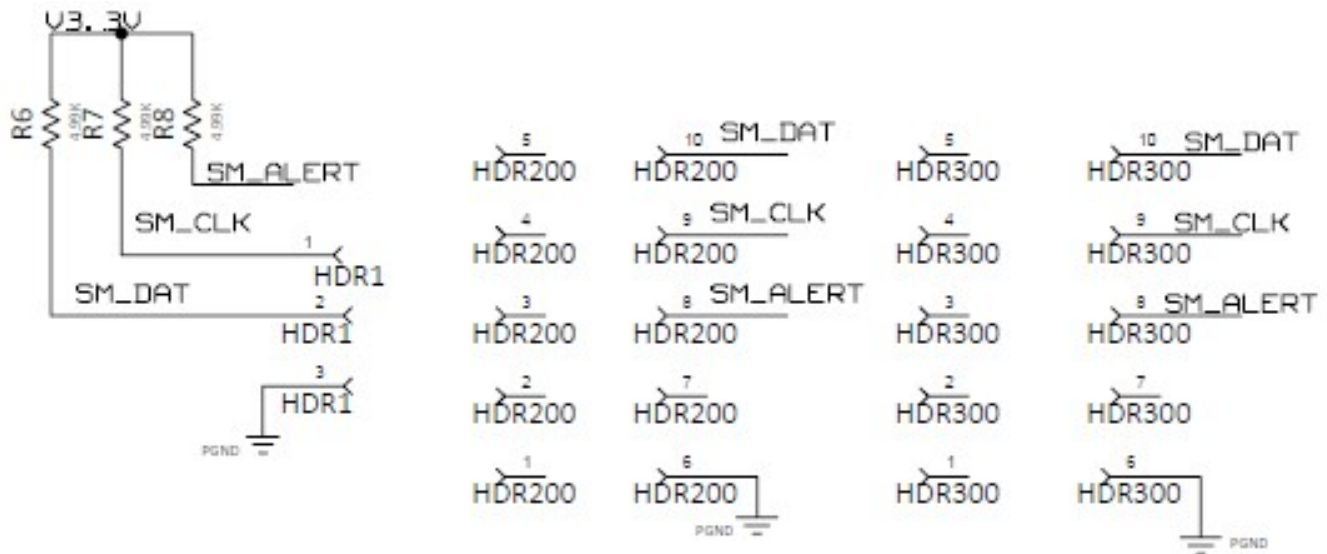 V3.3V
R6
4.99K
R7
4.99K
R8
4.99K
SM_ALERT
SM_CLK
1
HDR1
SM_DAT
2
HDR1
3
HDR1
PGND
5
HDR200
10 SM_DAT
HDR200
4
HDR200
9 SM_CLK
HDR200
3
HDR200
8 SM_ALERT
HDR200
2
HDR200
7
HDR200
1
HDR200
6
HDR200
PGND
5
HDR300
10 SM_DAT
HDR300
4
HDR300
9 SM_CLK
HDR300
3
HDR300
8 SM_ALERT
HDR300
2
HDR300
7
HDR300
1
HDR300
6
HDR300
PGND